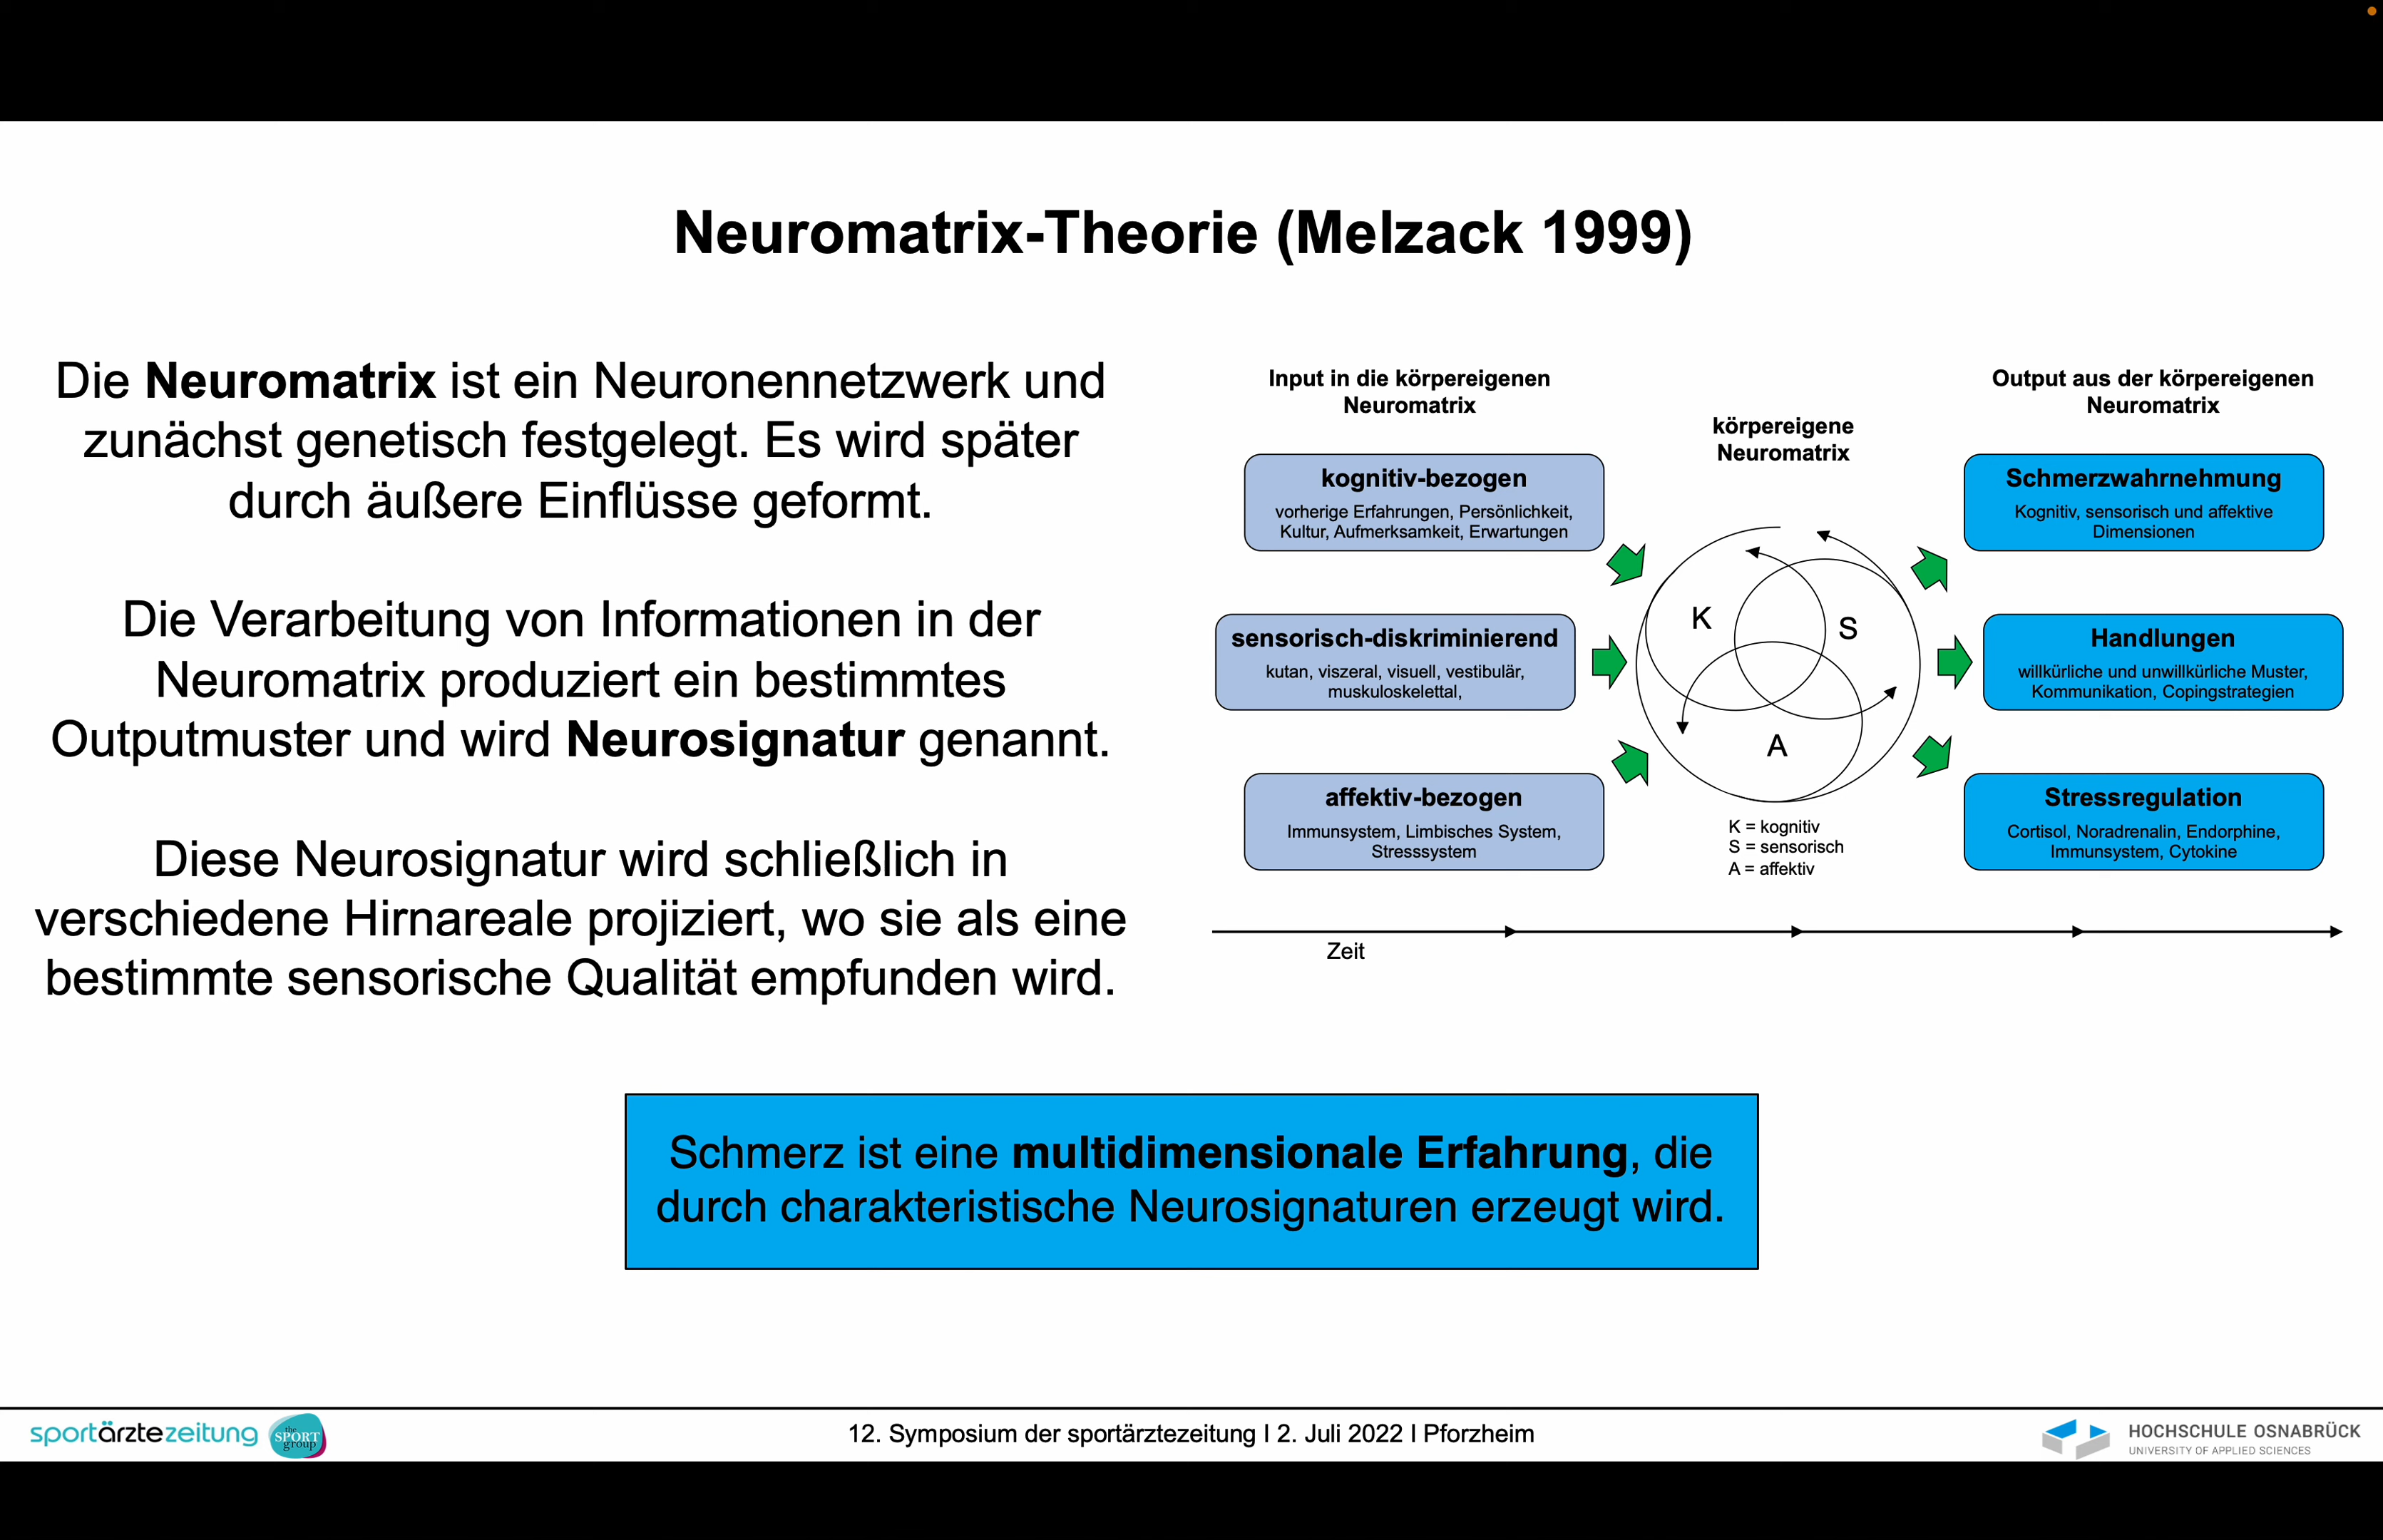 Neuromatrix-Theorie (Melzack 1999)
Die Neuromatrix ist ein Neuronennetzwerk und
zunächst genetisch festgelegt. Es wird später
durch äußere Einflüsse geformt.
Die Verarbeitung von Informationen in der
Neuromatrix produziert ein bestimmtes
Outputmuster und wird Neurosignatur genannt.
Diese Neurosignatur wird schließlich in
verschiedene Hirnareale projiziert, wo sie als eine
bestimmte sensorische Qualität empfunden wird.
Input in die körpereigenen
Neuromatrix
kognitiv-bezogen
vorherige Erfahrungen, Persönlichkeit,
Kultur, Aufmerksamkeit, Erwartungen
sensorisch-diskriminierend
kutan, viszeral, visuell, vestibulär,
muskuloskelettal,
affektiv-bezogen
Immunsystem, Limbisches System,
Stresssystem
körpereigene
Neuromatrix
K
S
A
K = kognitiv
S = sensorisch
A = affektiv
Output aus der körpereigenen
Neuromatrix
Schmerzwahrnehmung
Kognitiv, sensorisch und affektive
Dimensionen
Handlungen
willkürliche und unwillkürliche Muster,
Kommunikation, Copingstrategien
Stressregulation
Cortisol, Noradrenalin, Endorphine,
Immunsystem, Cytokine
Zeit
Schmerz ist eine multidimensionale Erfahrung, die
durch charakteristische Neurosignaturen erzeugt wird.
sportärztezeitung
the
SPORT
group
12. Symposium der sportärztezeitung I 2. Juli 2022 I Pforzheim
HOCHSCHULE OSNABRÜCK
UNIVERSITY OF APPLIED SCIENCES